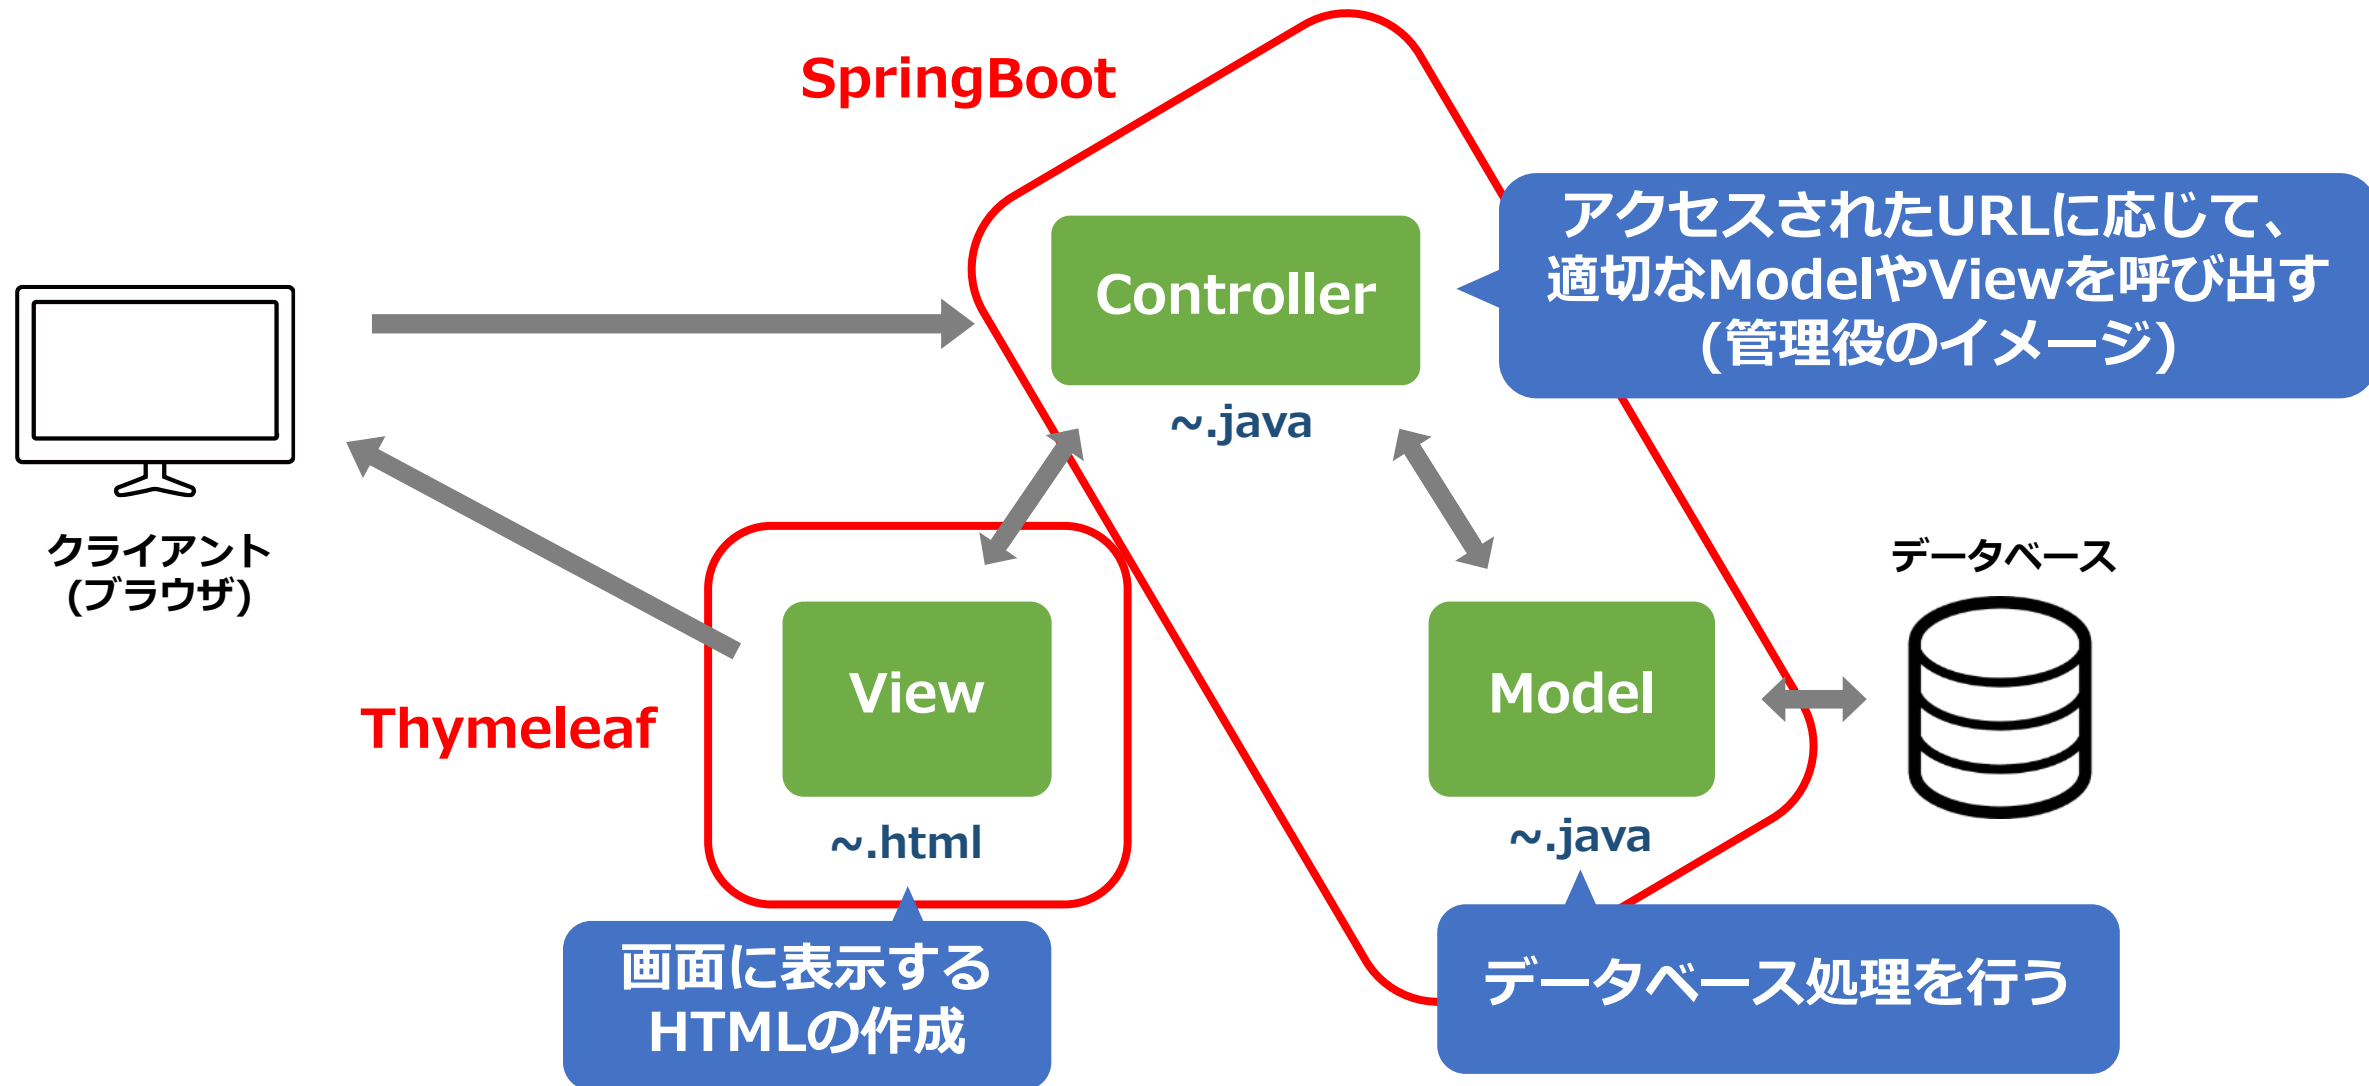 SpringBoot
アクセスされたURLに応じて、
適切なModelやViewを呼び出す
(管理役のイメージ)
Controller
~.java
クライアント
(ブラウザ)
データベース
View
Model
Thymeleaf
~.html
~.java
画面に表示する
HTMLの作成
データベース処理を行う